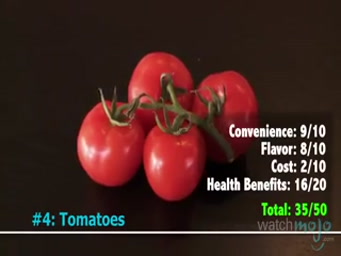 Convenience: 9/10
Flavor: 8/10
Cost: 2/10
Health Benefits: 16/20
Total: 35/50
#4: Tomatoes
watchmojo
.com